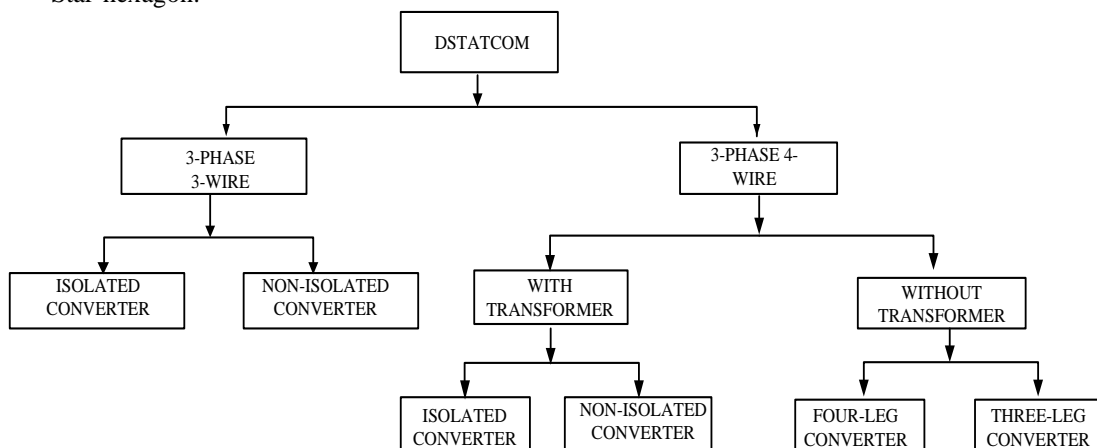 Star-hexagon.
DSTATCOM
3-PHASE
3-WIRE
3-PHASE 4-
WIRE
ISOLATED
CONVERTER
NON-ISOLATED
CONVERTER
WITH
TRANSFORMER
WITHOUT
TRANSFORMER
ISOLATED
CONVERTER
NON-ISOLATED
CONVERTER
FOUR-LEG
CONVERTER
THREE-LEG
CONVERTER